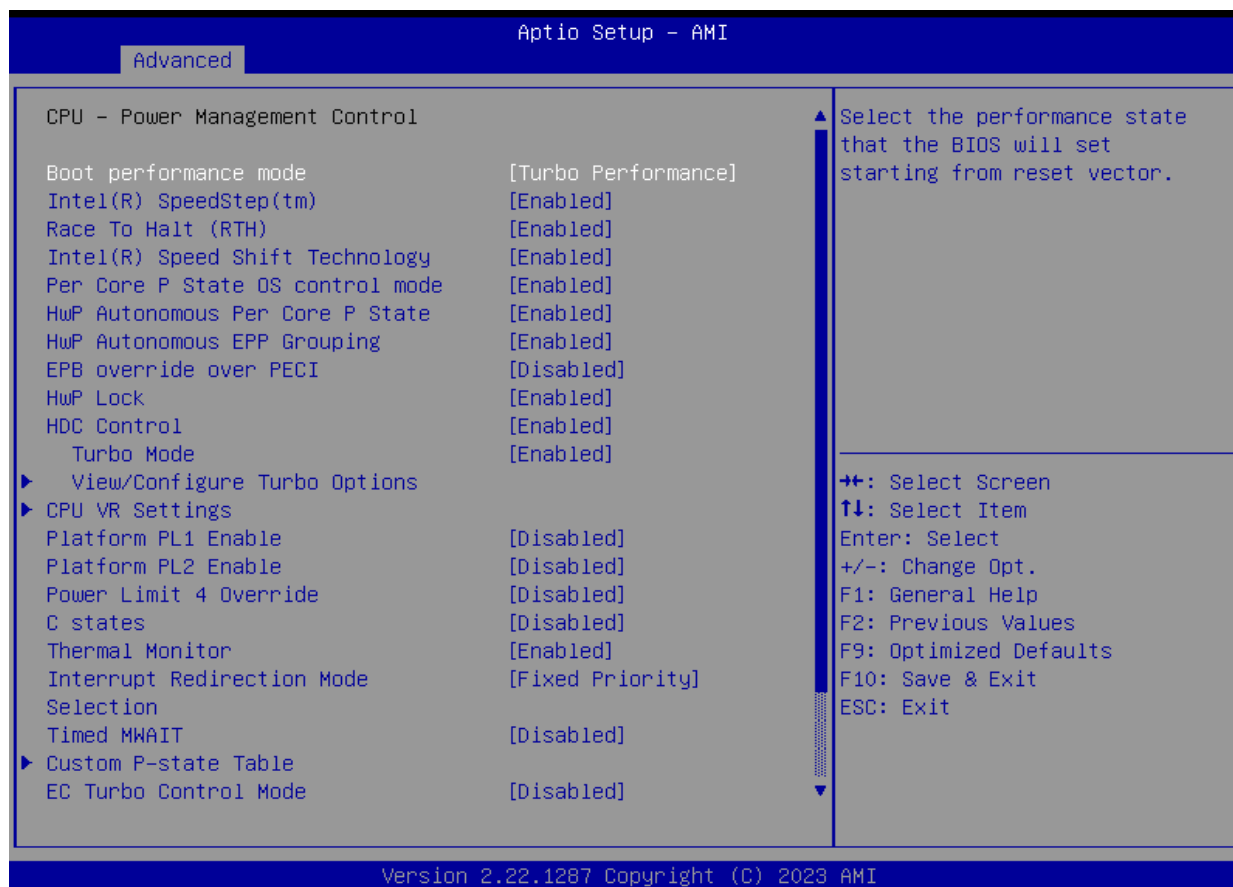 Aptio Setup – AMI
Advanced
CPU – Power Management Control
Boot performance mode [Turbo Performance]
Intel(R) SpeedStep(tm) [Enabled]
Race To Halt (RTH) [Enabled]
Intel(R) Speed Shift Technology [Enabled]
Per Core P State OS control mode [Enabled]
HwP Autonomous Per Core P State [Enabled]
HwP Autonomous EPP Grouping [Enabled]
EPB override over PECI [Disabled]
HwP Lock [Enabled]
HDC Control [Enabled]
Turbo Mode [Enabled]
View/Configure Turbo Options
CPU VR Settings
Platform PL1 Enable [Disabled]
Platform PL2 Enable [Disabled]
Power Limit 4 Override [Disabled]
C states [Disabled]
Thermal Monitor [Enabled]
Interrupt Redirection Mode [Fixed Priority]
Selection
Timed MWAIT [Disabled]
Custom P-state Table
EC Turbo Control Mode [Disabled]
Select the performance state
that the BIOS will set
starting from reset vector.
→←: Select Screen
↑↓: Select Item
Enter: Select
+/-: Change Opt.
F1: General Help
F2: Previous Values
F9: Optimized Defaults
F10: Save & Exit
ESC: Exit
Version 2.22.1287 Copyright (C) 2023 AMI